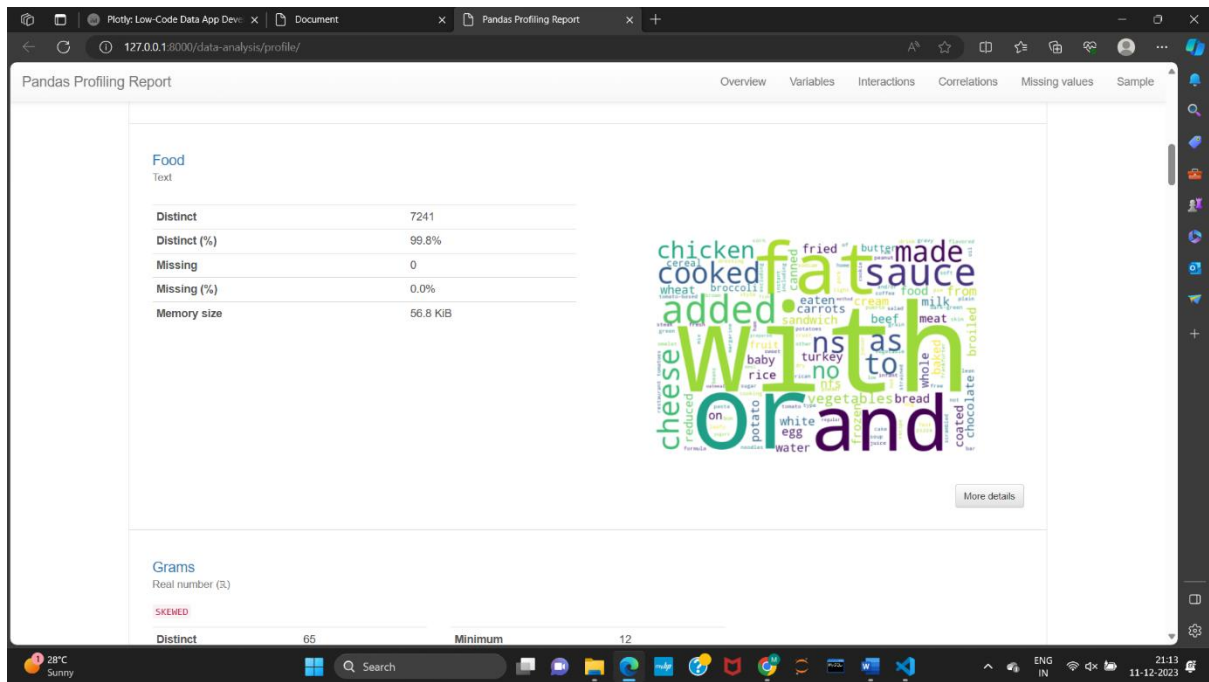 Plotly: Low-Code Data App Deve
Document
Pandas Profiling Report
127.0.0.1:8000/data-analysis/profile/
Pandas Profiling Report
Overview Variables Interactions Correlations Missing values Sample
Food
Text
Distinct 7241
Distinct (%) 99.8%
Missing 0
Missing (%) 0.0%
Memory size 56.8 KiB
chicken
fat
fried
butter
made
cereal
cooked
canned
sauce
wheat
broccoli
food
from
added
eaten
carrots
cream
milk
sandwich
beef
meat
with
ns
as
to
broiled
fruit
baby
turkey
rice
no
nfs
whole
baked
cheese
reduced
vegetables
bread
or
on
potato
white
egg
water
and
frozen
coated
chocolate
More details
Grams
Real number (ℝ)
SKEWED
Distinct 65 Minimum 12
28°C
Sunny
Search
ENG
IN
21:13
11-12-2023